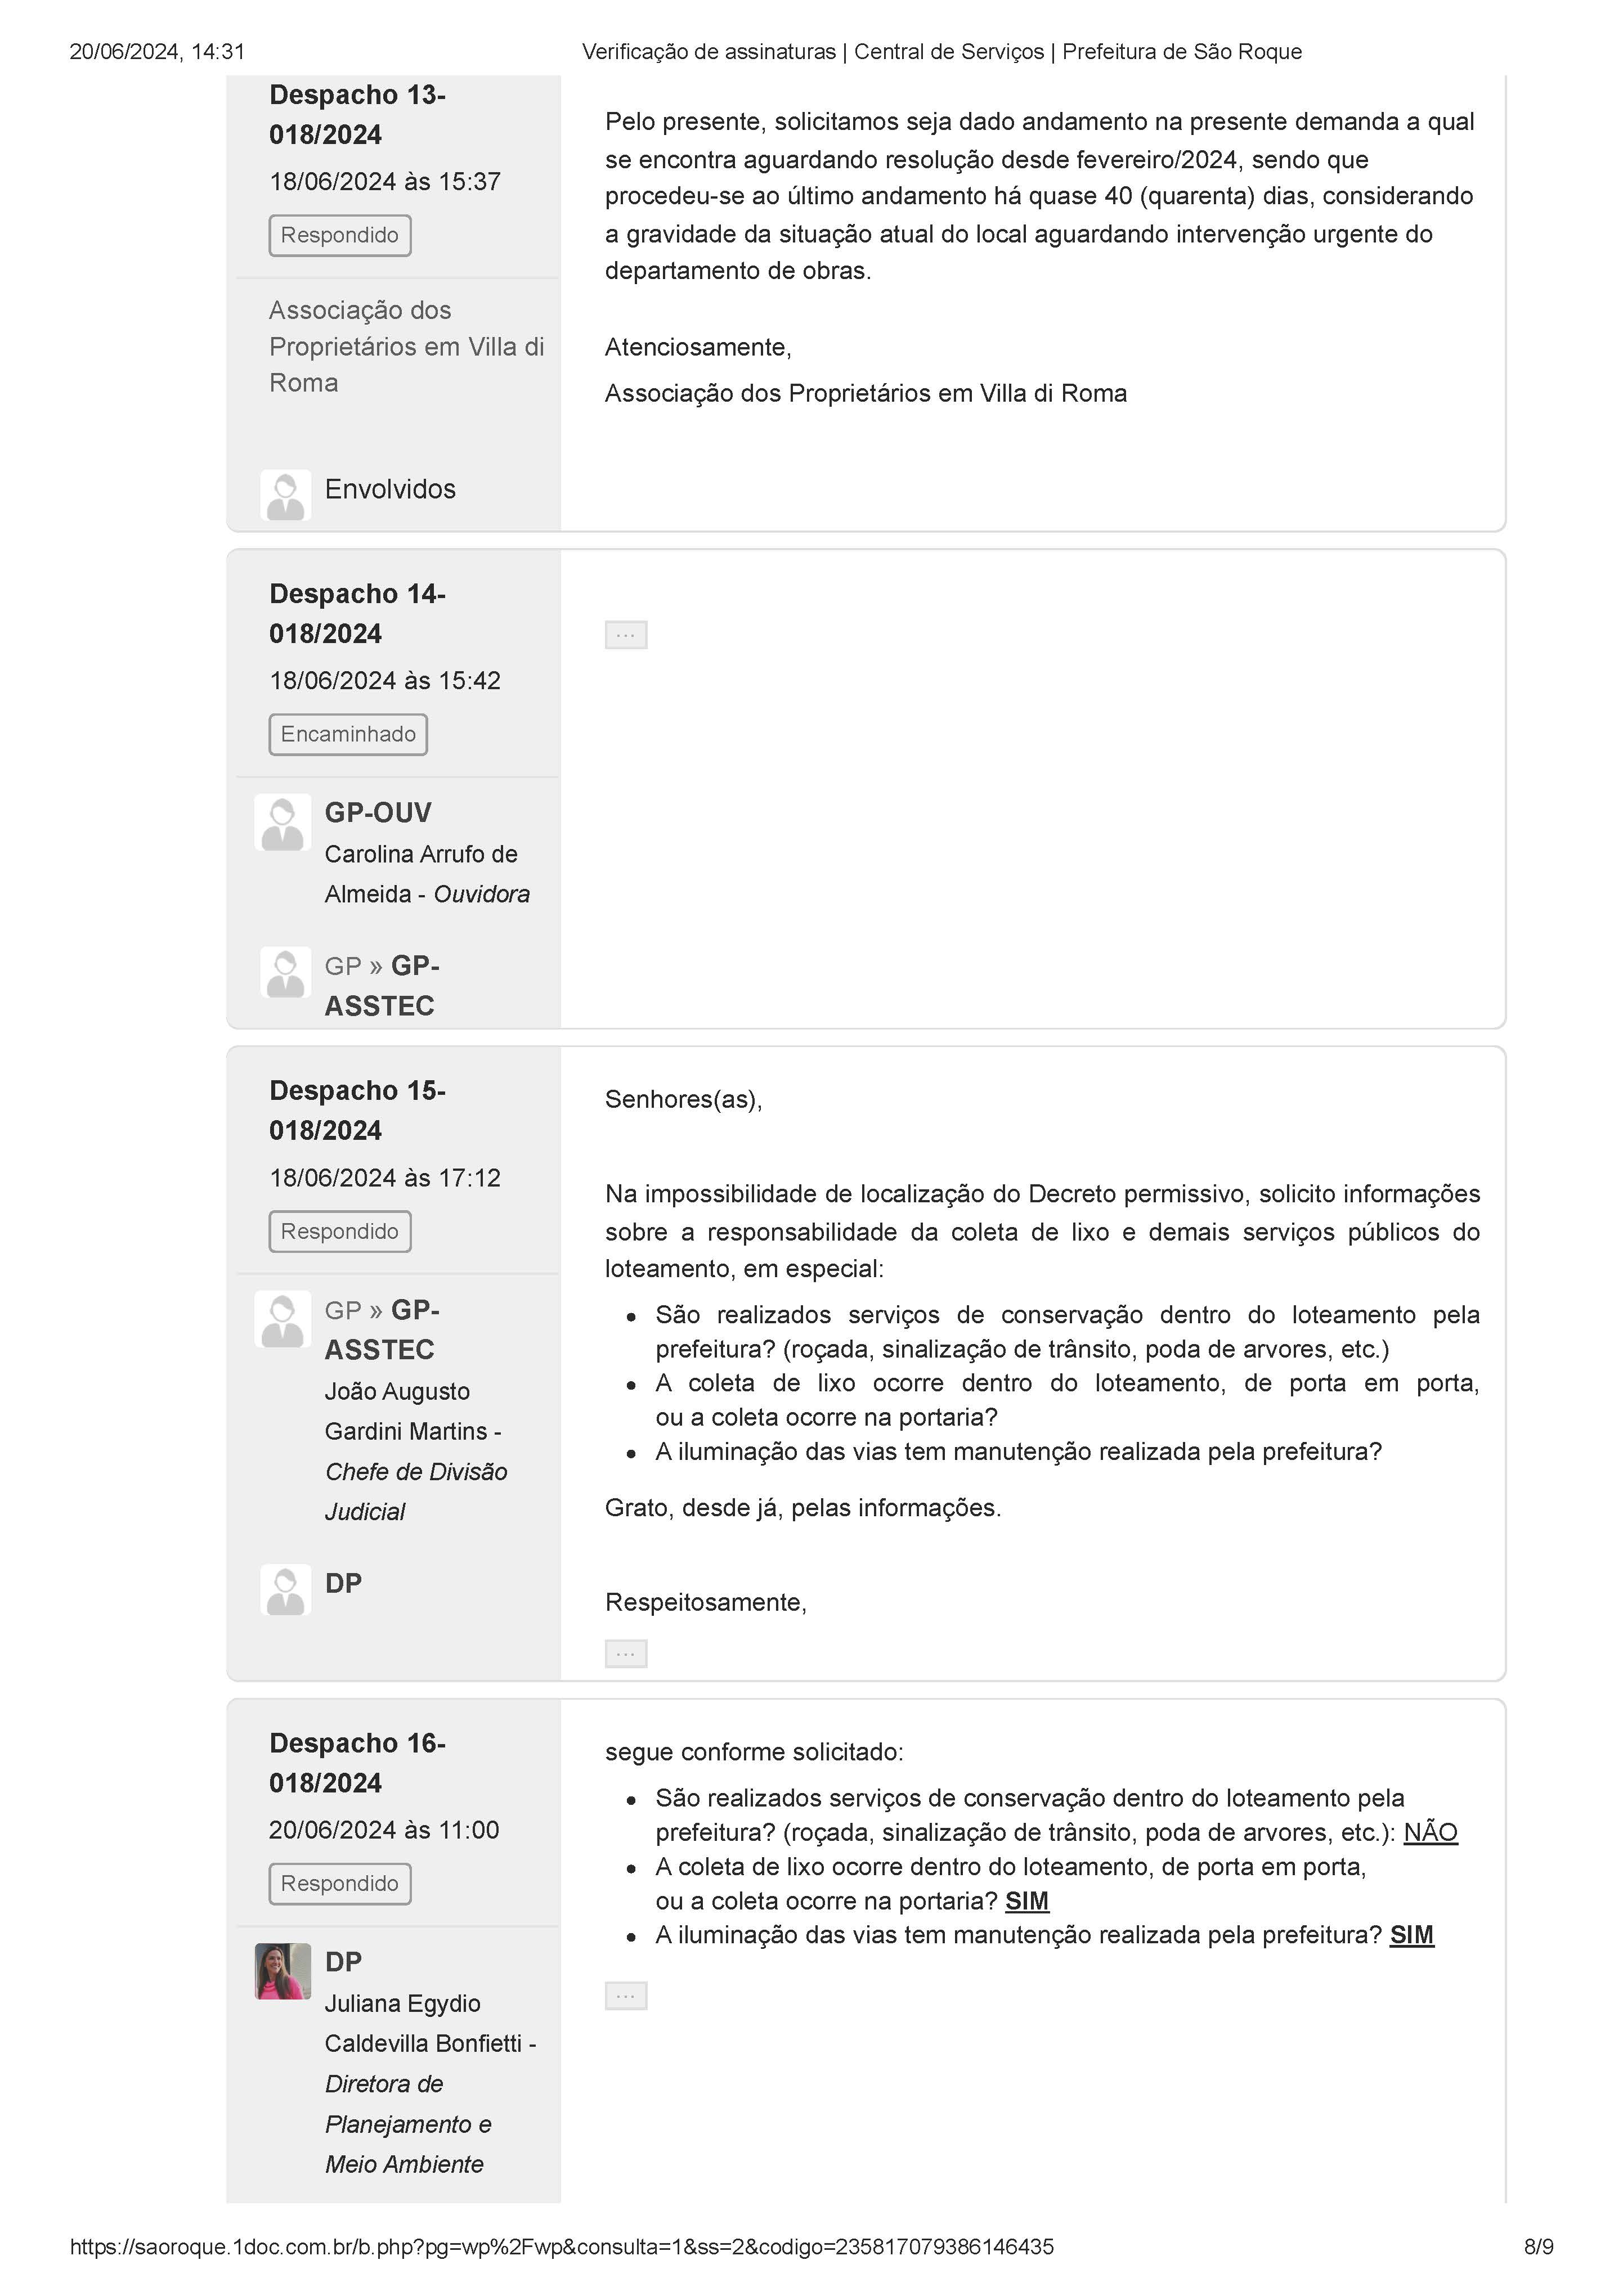 20/06/2024, 14:31
Verificação de assinaturas | Central de Serviços | Prefeitura de São Roque
Despacho 13-
018/2024
18/06/2024 às 15:37
Respondido
Associação dos
Proprietários em Villa di
Roma
Envolvidos
Pelo presente, solicitamos seja dado andamento na presente demanda a qual
se encontra aguardando resolução desde fevereiro/2024, sendo que
procedeu-se ao último andamento há quase 40 (quarenta) dias, considerando
a gravidade da situação atual do local aguardando intervenção urgente do
departamento de obras.
Atenciosamente,
Associação dos Proprietários em Villa di Roma
Despacho 14-
018/2024
18/06/2024 às 15:42
Encaminhado
GP-OUV
Carolina Arrufo de
Almeida - Ouvidora
GP » GP-
ASSTEC
...
Despacho 15-
018/2024
18/06/2024 às 17:12
Respondido
GP » GP-
ASSTEC
João Augusto
Gardini Martins -
Chefe de Divisão
Judicial
DP
Senhores(as),
Na impossibilidade de localização do Decreto permissivo, solicito informações
sobre a responsabilidade da coleta de lixo e demais serviços públicos do
loteamento, em especial:
• São realizados serviços de conservação dentro do loteamento pela
prefeitura? (roçada, sinalização de trânsito, poda de arvores, etc.)
• A coleta de lixo ocorre dentro do loteamento, de porta em porta,
ou a coleta ocorre na portaria?
• A iluminação das vias tem manutenção realizada pela prefeitura?
Grato, desde já, pelas informações.
Respeitosamente,
...
Despacho 16-
018/2024
20/06/2024 às 11:00
Respondido
DP
Juliana Egydio
Caldevilla Bonfietti -
Diretora de
Planejamento e
Meio Ambiente
segue conforme solicitado:
• São realizados serviços de conservação dentro do loteamento pela
prefeitura? (roçada, sinalização de trânsito, poda de arvores, etc.): NÃO
• A coleta de lixo ocorre dentro do loteamento, de porta em porta,
ou a coleta ocorre na portaria? SIM
• A iluminação das vias tem manutenção realizada pela prefeitura? SIM
...
https://saoroque.1doc.com.br/b.php?pg=wp%2Fwp&consulta=1&ss=2&codigo=235817079386146435
8/9